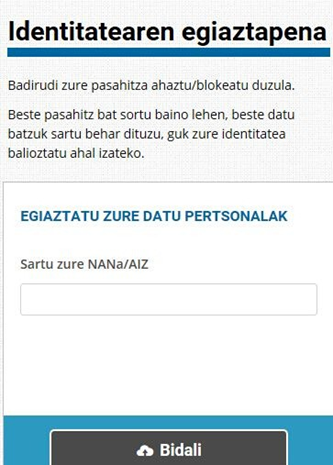 Identitatearen egiaztapena
Badirudi zure pasahitza ahaztu/blokeatu duzula.
Beste pasahitz bat sortu baino lehen, beste datu
batzuk sartu behar dituzu, guk zure identitatea
balioztatu ahal izateko.
EGIAZTATU ZURE DATU PERTSONALAK
Sartu zure NANa/AIZ
Bidali